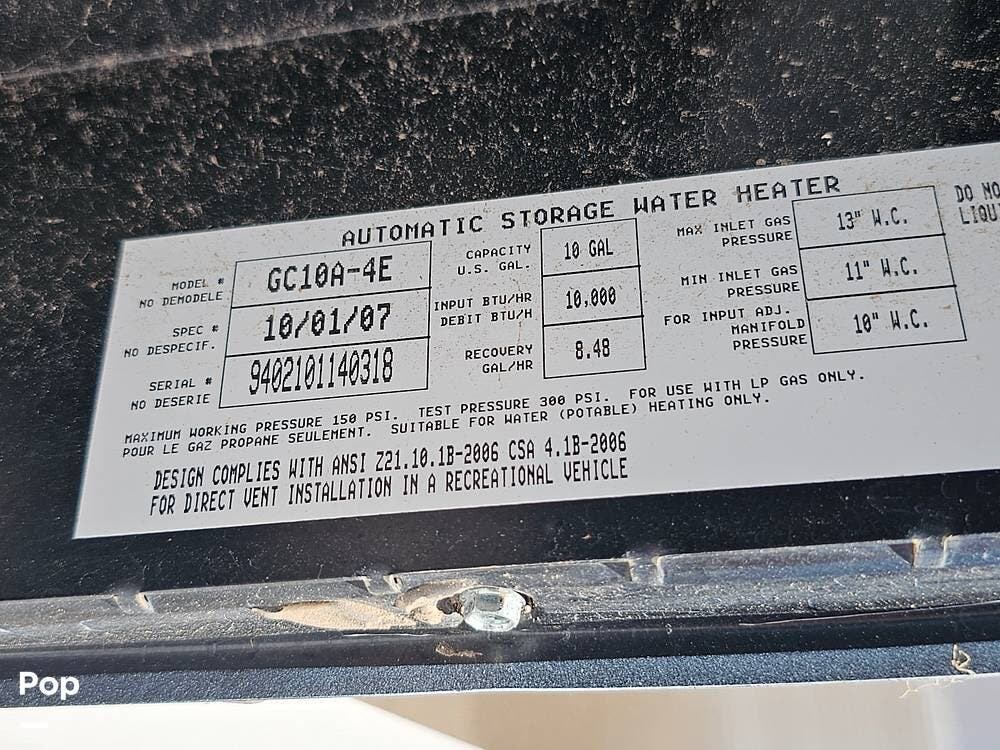 AUTOMATIC STORAGE WATER HEATER
MODEL # GC10A-4E
NO DEMODELE
SPEC # 10/01/07
NO DESPECIF.
SERIAL # 9402101140318
NO DESERIE
CAPACITY 10 GAL
U.S. GAL.
INPUT BTU/HR 10,000
DEBIT BTU/H
RECOVERY 8.48
GAL/HR
MAX INLET GAS 13" W.C.
PRESSURE
MIN INLET GAS 11" W.C.
PRESSURE
FOR INPUT ADJ. 10" W.C.
MANIFOLD
PRESSURE
DO
MAXIMUM WORKING PRESSURE 150 PSI. TEST PRESSURE 300 PSI. FOR USE WITH LP GAS ONLY.
POUR LE GAZ PROPANE SEULEMENT. SUITABLE FOR WATER (POTABLE) HEATING ONLY.
DESIGN COMPLIES WITH ANSI Z21.10.1B-2006 CSA 4.1B-2006
FOR DIRECT VENT INSTALLATION IN A RECREATIONAL VEHICLE
Pop